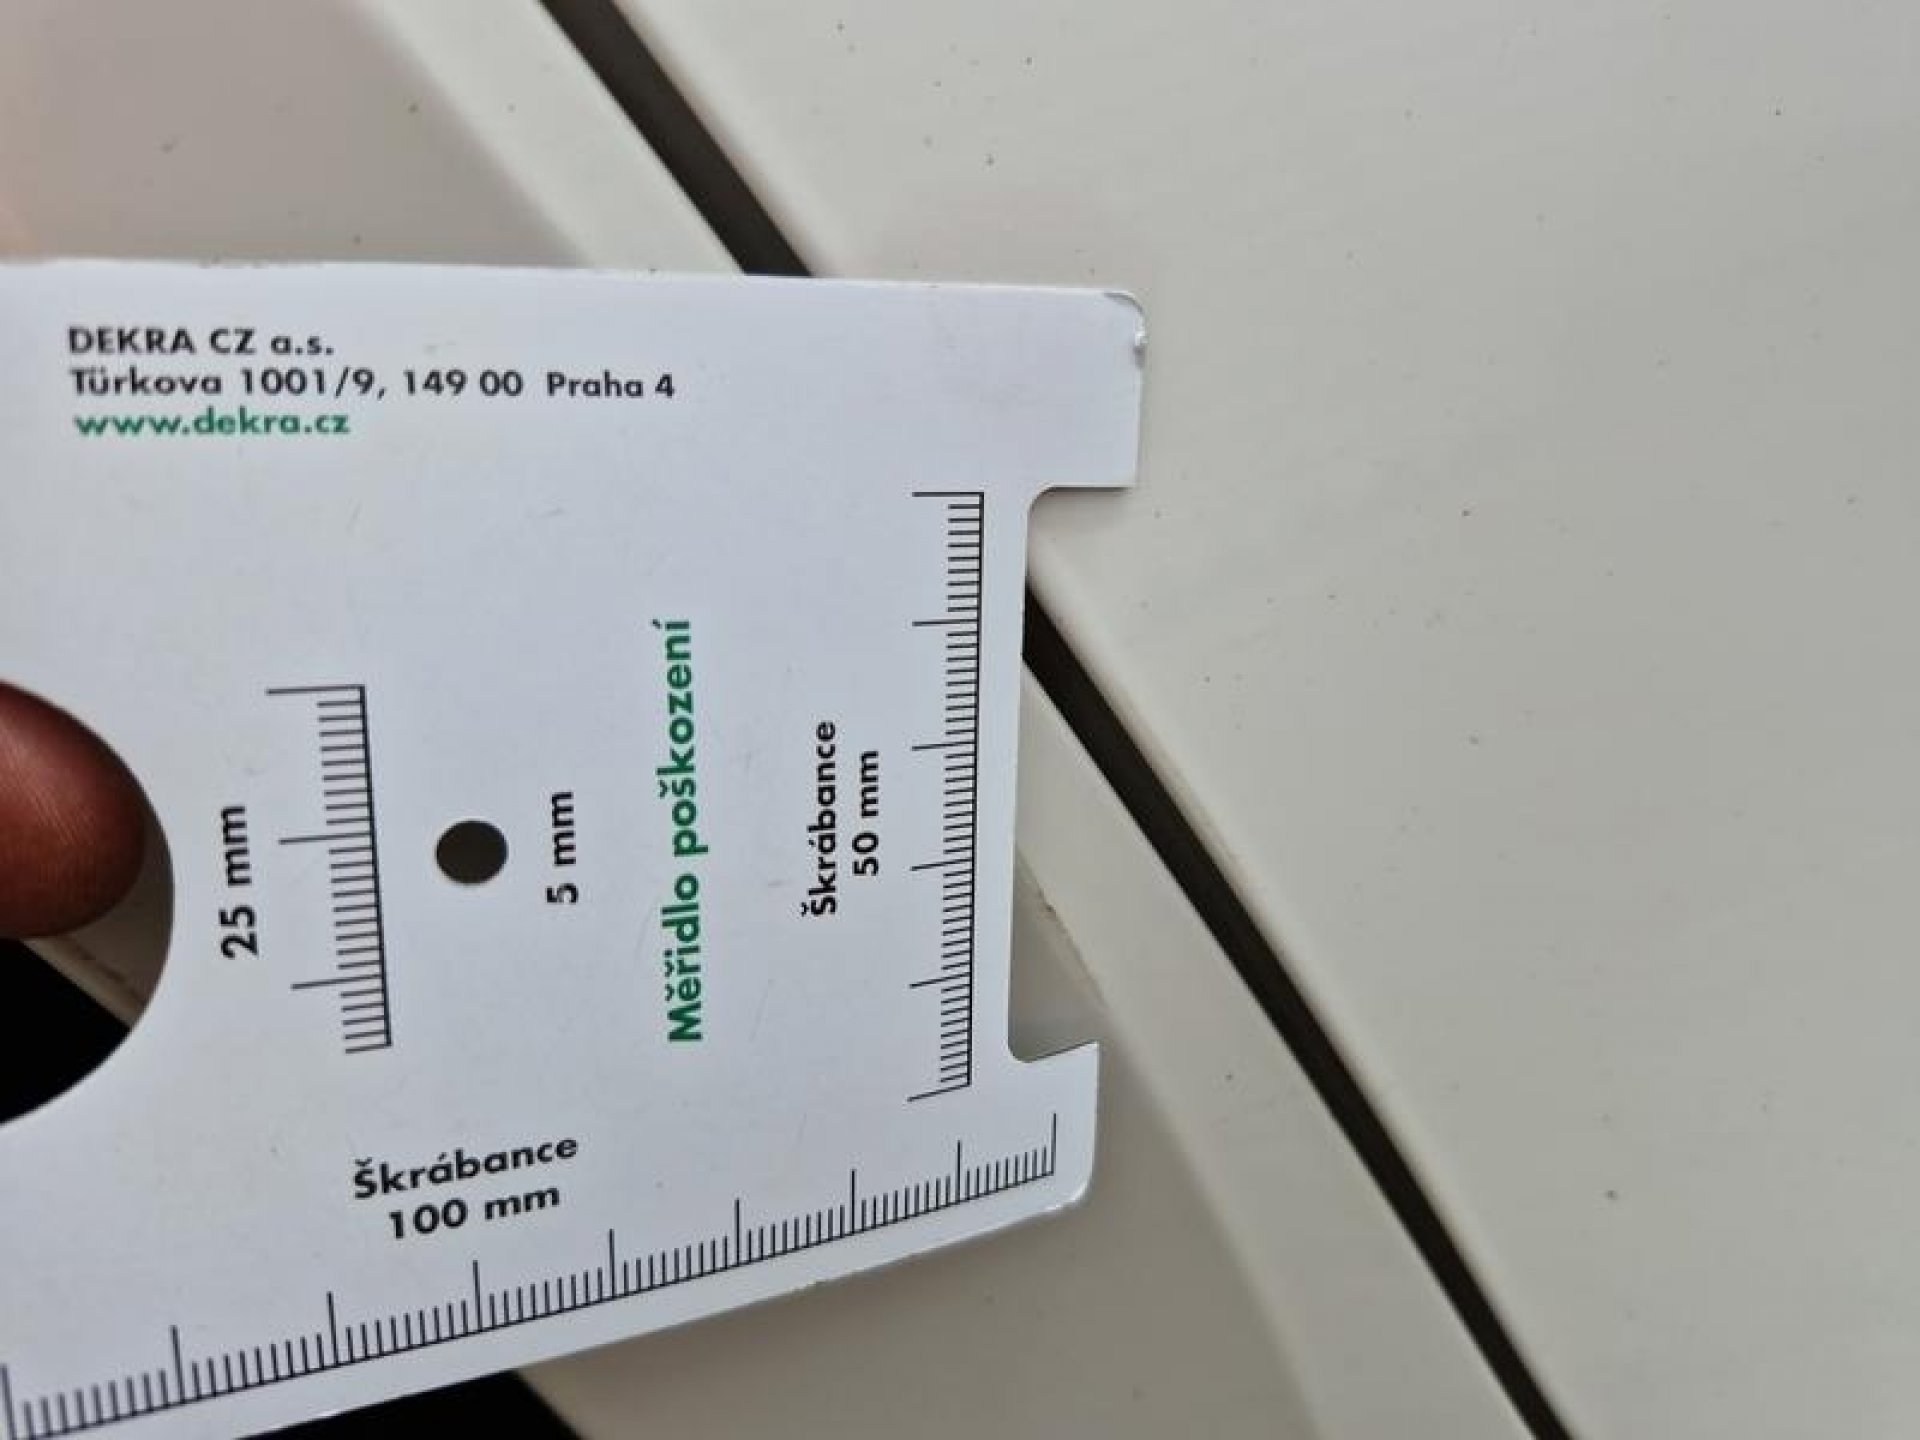 DEKRA CZ a.s.
Türkova 1001/9, 149 00 Praha 4
www.dekra.cz
25 mm
5 mm
Měřidlo poškození
Škrábance
50 mm
Škrábance
100 mm